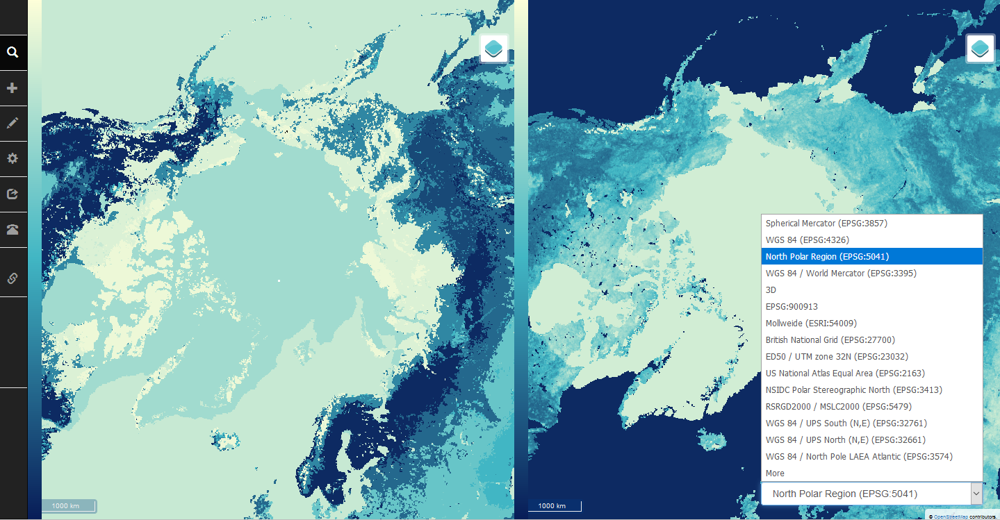 Spherical Mercator (EPSG:3857)
WGS 84 (EPSG:4326)
North Polar Region (EPSG:5041)
WGS 84 / World Mercator (EPSG:3395)
3D
EPSG:900913
Mollweide (ESRI:54009)
British National Grid (EPSG:27700)
ED50 / UTM zone 32N (EPSG:23032)
US National Atlas Equal Area (EPSG:2163)
NSIDC Polar Stereographic North (EPSG:3413)
RSRGD2000 / MSLC2000 (EPSG:5479)
WGS 84 / UPS South (N,E) (EPSG:32761)
WGS 84 / UPS North (N,E) (EPSG:32661)
WGS 84 / North Pole LAEA Atlantic (EPSG:3574)
More
North Polar Region (EPSG:5041)
1000 km
1000 km
© OpenStreetMap contributors.